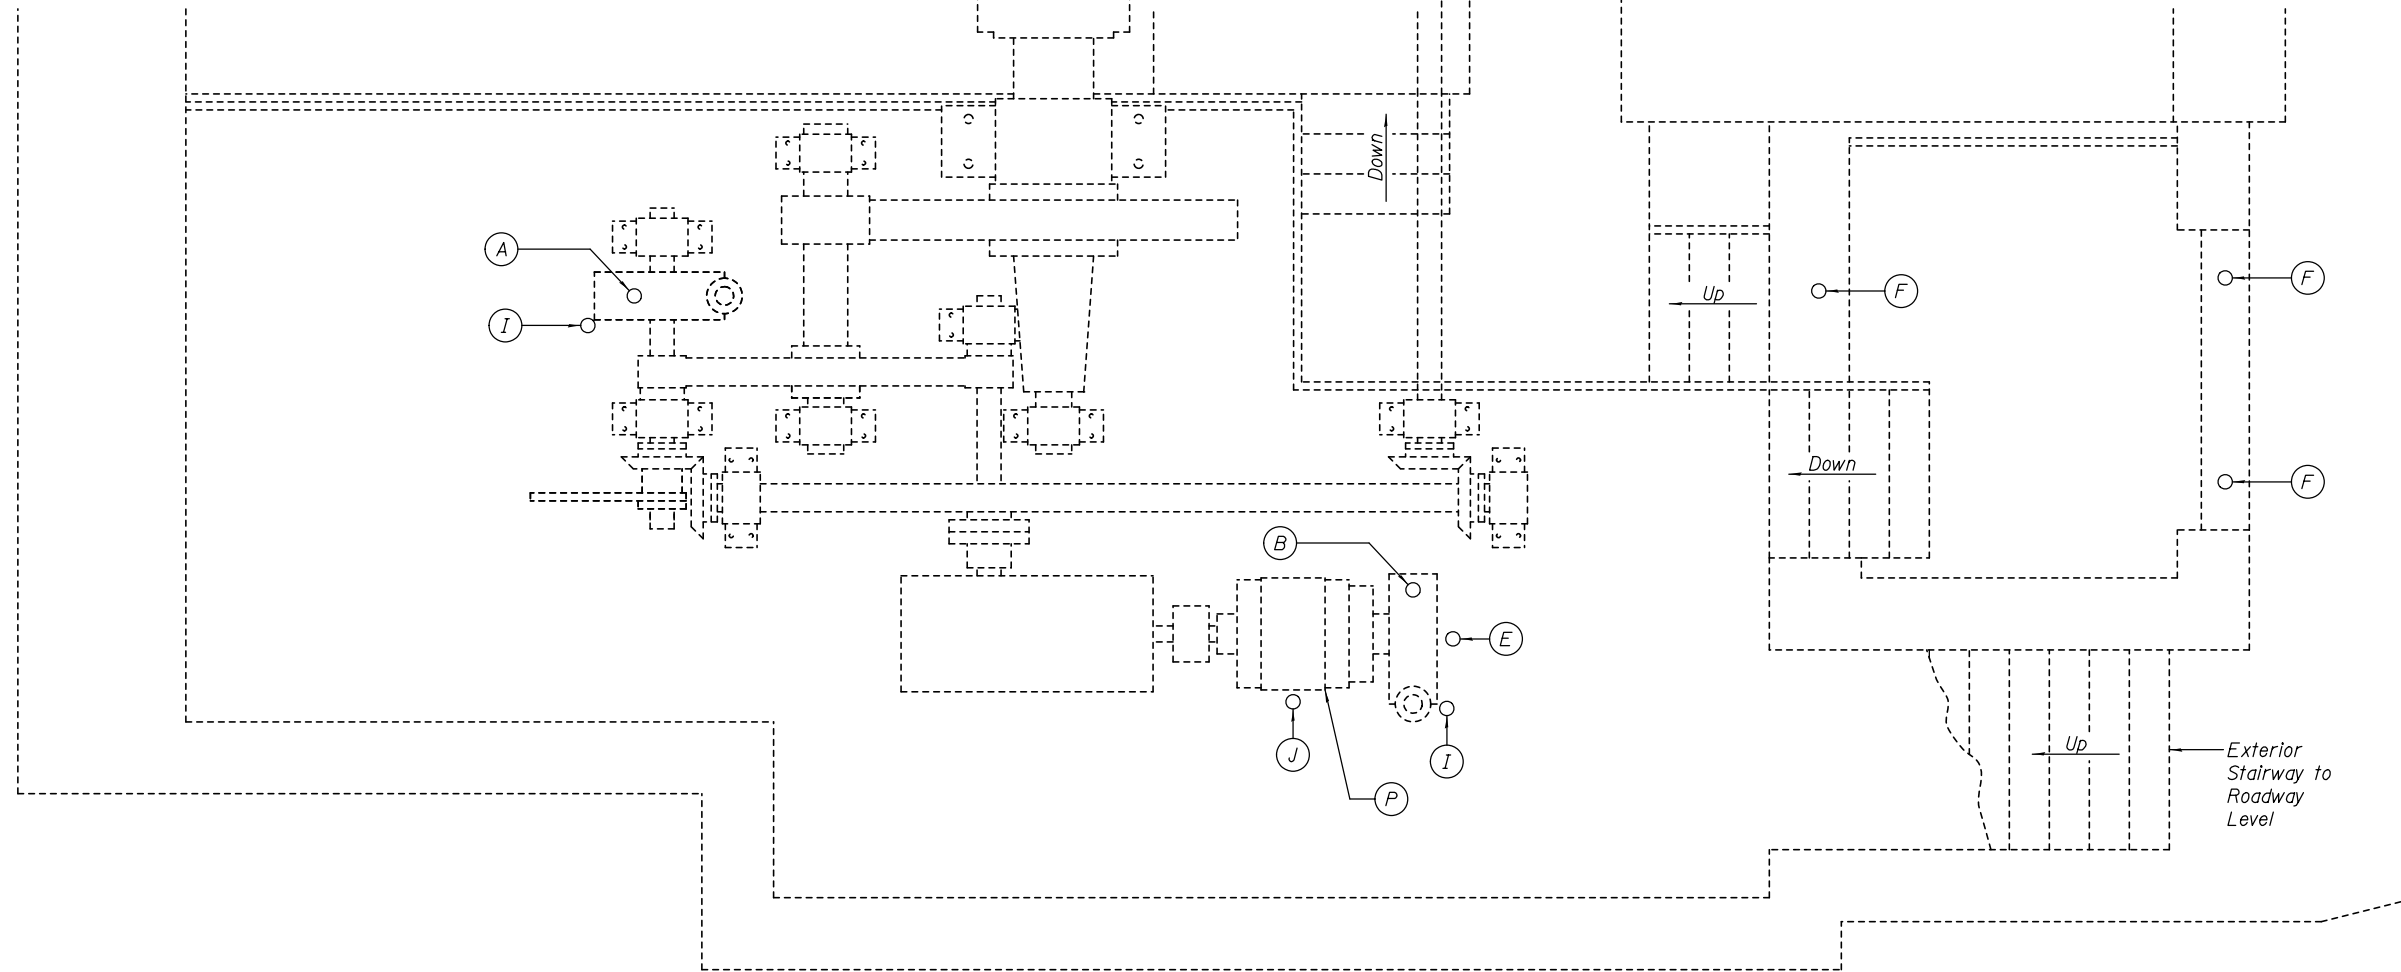 Down
A
I
Up
F
F
Down
F
B
E
J
I
P
Up
Exterior
Stairway to
Roadway
Level